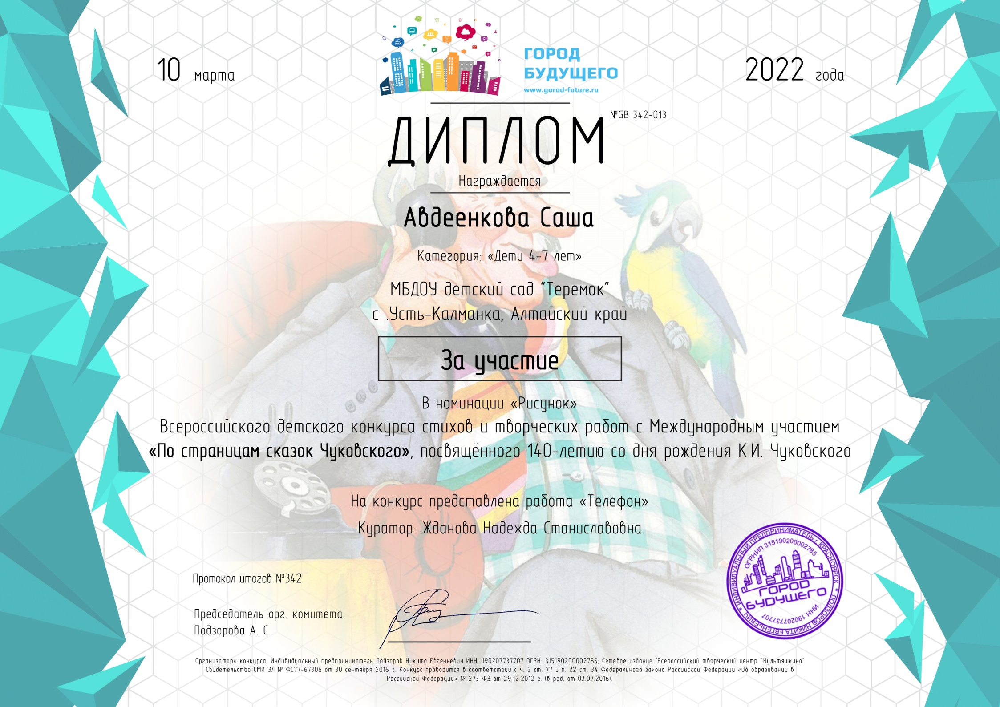 10 марта
ГОРОД
БУДУЩЕГО
www.gorod-future.ru
2022 года
ДИПЛОМ
№GB 342-013
Награждается
Авдеенкова Саша
Категория: «Дети 4-7 лет»
МБДОУ детский сад "Теремок"
с .Усть-Калманка, Алтайский край
За участие
В номинации «Рисунок»
Всероссийского детского конкурса стихов и творческих работ с Международным участием
«По страницам сказок Чуковского», посвящённого 140-летию со дня рождения К.И. Чуковского
На конкурс представлена работа «Телефон»
Куратор: Жданова Надежда Станиславовна
Протокол итогов №342
Председатель орг. комитета
Подзорова А. С.
* ИНДИВИДУАЛЬНЫЙ ПРЕДПРИНИМАТЕЛЬ г. КРАСНОЯРСК * ПОДЗОРОВ НИКИТА ЕВГЕНЬЕВИЧ
ОГРНИП 315190200002785
ГОРОД
БУДУЩЕГО
ИНН 190207737707
Организаторы конкурса: Индивидуальный предприниматель Подзоров Никита Евгеньевич ИНН: 190207737707 ОГРН: 315190200002785; Сетевое издание "Всероссийский творческий центр "Мультяшкино"
Свидетельство СМИ ЭЛ № ФС77-67306 от 30 сентября 2016 г. Конкурс проводится в соответствии с ч. 2 ст. 77 и п. 22 ст. 34 Федерального закона Российской Федерации «Об образовании в
Российской Федерации» № 273-ФЗ от 29.12.2012 г. (в ред. от 03.07.2016).